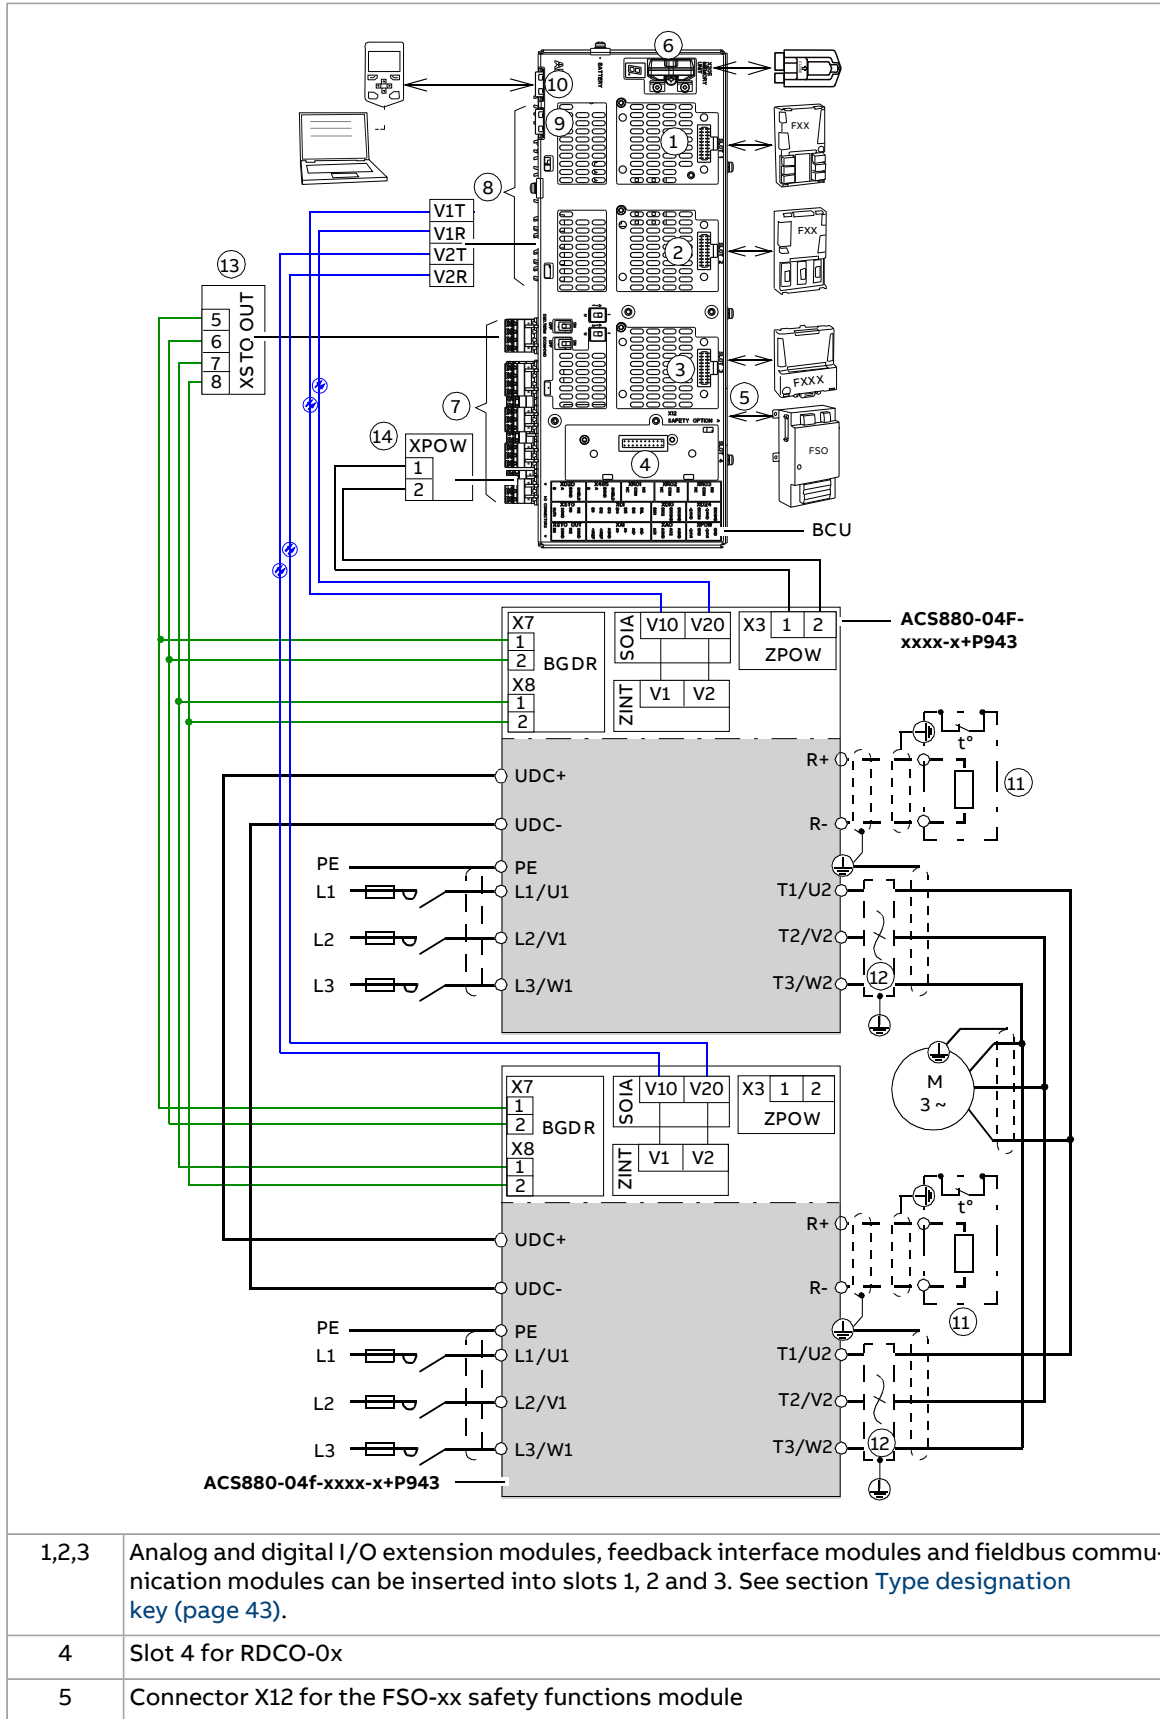 6
10
9
1
FXX
8
V1T
V1R
V2T
V2R
2
FXX
13
5
6
7
8
XSTO OUT
3
FXXX
7
5
X12
SAFETY OPTION >
14
XPOW
1
2
4
FSO
BCU
X7
1
2
BGDR
X8
1
2
SOIA
V10
V20
ZINT
V1
V2
X3
1
2
ZPOW
ACS880-04F-
xxxx-x+P943
t°
11
UDC+
R+
UDC-
R-
PE
PE
L1
L1/U1
T1/U2
L2
L2/V1
T2/V2
L3
L3/W1
T3/W2
12
M
3 ~
X7
1
2
BGDR
X8
1
2
SOIA
V10
V20
ZINT
V1
V2
X3
1
2
ZPOW
t°
11
UDC+
R+
UDC-
R-
PE
PE
L1
L1/U1
T1/U2
L2
L2/V1
T2/V2
L3
L3/W1
T3/W2
12
ACS880-04f-xxxx-x+P943
1,2,3 Analog and digital I/O extension modules, feedback interface modules and fieldbus commu-
nication modules can be inserted into slots 1, 2 and 3. See section Type designation
key (page 43).
4 Slot 4 for RDCO-0x
5 Connector X12 for the FSO-xx safety functions module